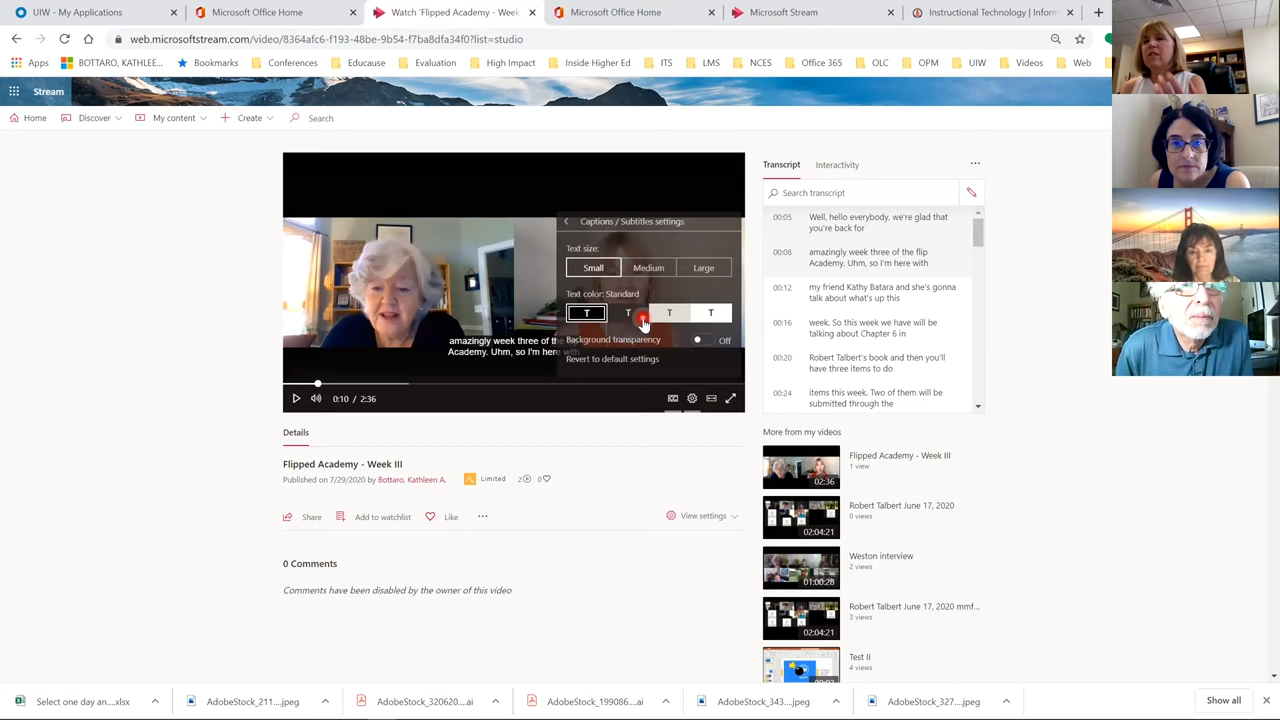 UIW - My Applications
Microsoft Office Home
Watch 'Flipped Academy - Week
Microsoft Office Home
Microsoft Stream
Instructional Technology | Inform
web.microsoftstream.com/video/8364afc6-f193-48be-9b54-f7ba8dfa34f0?list=studio
Apps
BOTTARO, KATHLEE...
Bookmarks
Conferences
Educause
Evaluation
High Impact
Inside Higher Ed
ITS
LMS
NCES
Office 365
OLC
OPM
UIW
Videos
Web
Stream
Home
Discover
My content
Create
Search
Captions / Subtitles settings
Text size:
Small
Medium
Large
Text color: Standard
T
T
T
T
Background transparency
Off
Revert to default settings
amazingly week three of the
Academy. Uhm, so I'm here with
0:10 / 2:36
CC
Transcript
Interactivity
Search transcript
00:05
Well, hello everybody, we're glad that
you're back for
00:08
amazingly week three of the flip
Academy. Uhm, so I'm here with
00:12
my friend Kathy Batara and she's gonna
talk about what's up this
00:16
week. So this week we have will be
talking about Chapter 6 in
00:20
Robert Talbert's book and then you'll
have three items to do
00:24
items this week. Two of them will be
submitted through the
Details
Flipped Academy - Week III
Published on 7/29/2020 by Bottaro, Kathleen A.
Limited
2
0
Share
Add to watchlist
Like
View settings
0 Comments
Comments have been disabled by the owner of this video
More from my videos
02:36
Flipped Academy - Week III
1 view
02:04:21
Robert Talbert June 17, 2020
0 views
01:00:28
Weston interview
2 views
02:04:21
Robert Talbert June 17, 2020 mmf...
3 views
Test II
4 views
Select one day an....xlsx
AdobeStock_211....jpeg
AdobeStock_320620....ai
AdobeStock_199086....ai
AdobeStock_343....jpeg
AdobeStock_327....jpeg
Show all